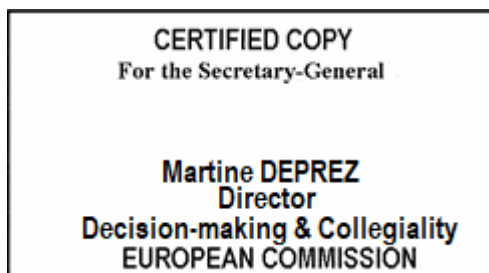 CERTIFIED COPY
For the Secretary-General
Martine DEPREZ
Director
Decision-making & Collegiality
EUROPEAN COMMISSION